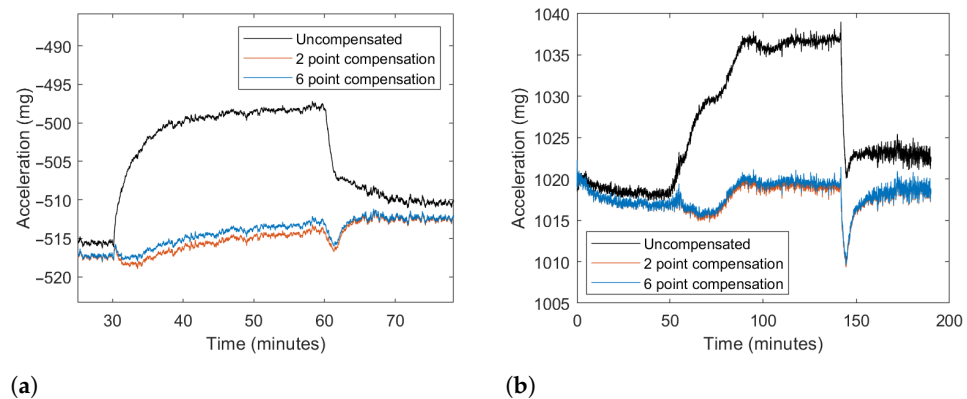 −490
−495
−500
−505
−510
−515
−520
Acceleration (mg)
30 40 50 60 70
Time (minutes)
Uncompensated
2 point compensation
6 point compensation
(a)
1040
1035
1030
1025
1020
1015
1010
1005
Acceleration (mg)
0 50 100 150 200
Time (minutes)
Uncompensated
2 point compensation
6 point compensation
(b)